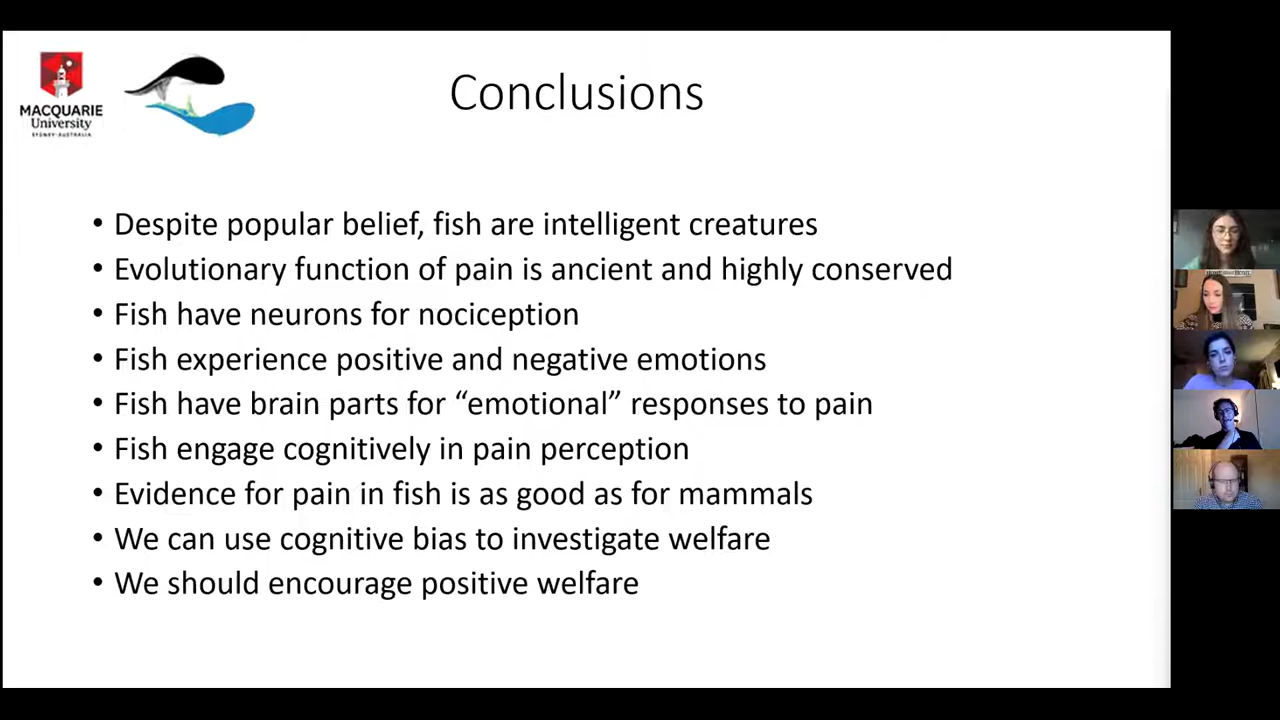 MACQUARIE
University
SYDNEY·AUSTRALIA
Conclusions
• Despite popular belief, fish are intelligent creatures
• Evolutionary function of pain is ancient and highly conserved
• Fish have neurons for nociception
• Fish experience positive and negative emotions
• Fish have brain parts for “emotional” responses to pain
• Fish engage cognitively in pain perception
• Evidence for pain in fish is as good as for mammals
• We can use cognitive bias to investigate welfare
• We should encourage positive welfare